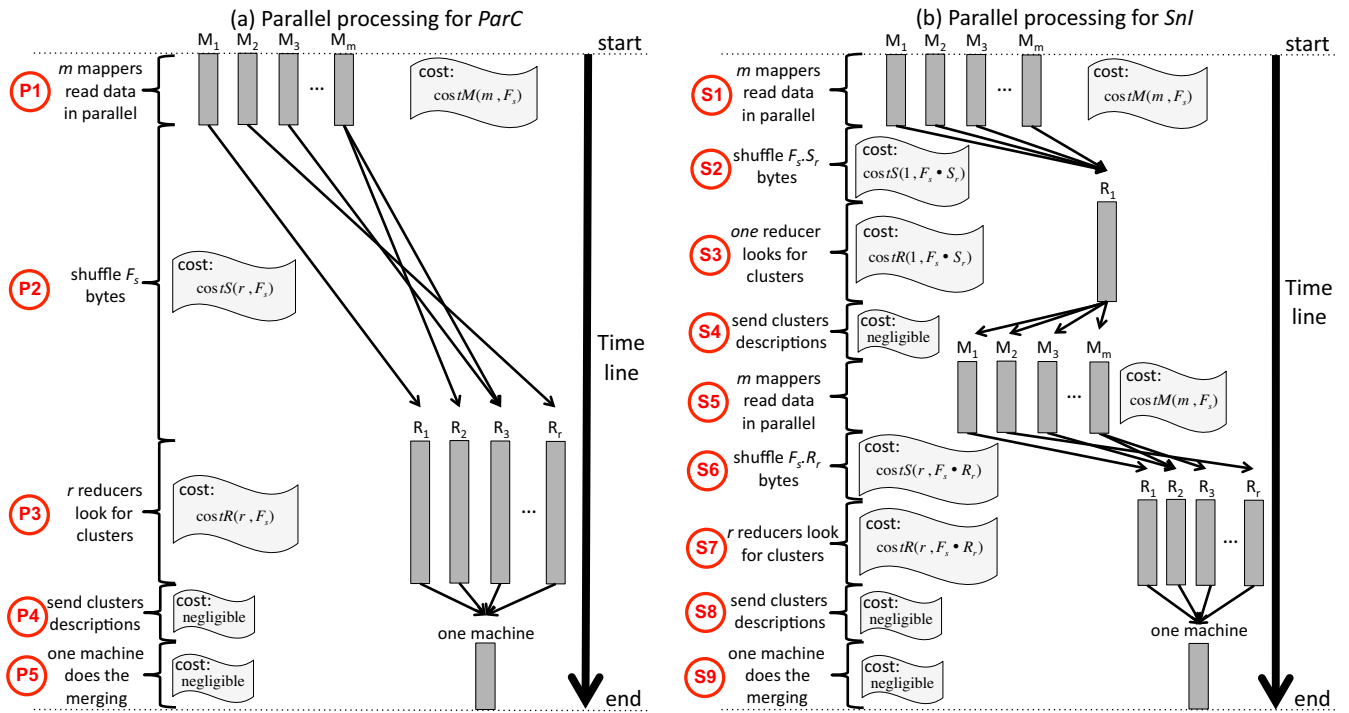 (a) Parallel processing for ParC
M1 M2 M3 Mm
start
P1
m mappers
read data
in parallel
...
cost:
costM(m , Fs)
P2
shuffle Fs
bytes
cost:
costS(r , Fs)
Time
line
R1 R2 R3 Rr
P3
r reducers
look for
clusters
cost:
costR(r , Fs)
...
P4
send clusters
descriptions
cost:
negligible
one machine
P5
one machine
does the
merging
cost:
negligible
end
(b) Parallel processing for SnI
M1 M2 M3 Mm
start
S1
m mappers
read data
in parallel
...
cost:
costM(m , Fs)
S2
shuffle Fs.Sr
bytes
cost:
costS(1 , Fs • Sr)
R1
S3
one reducer
looks for
clusters
cost:
costR(1 , Fs • Sr)
Time
line
S4
send clusters
descriptions
cost:
negligible
M1 M2 M3 Mm
S5
m mappers
read data
in parallel
...
cost:
costM(m , Fs)
S6
shuffle Fs.Rr
bytes
cost:
costS(r , Fs • Rr)
R1 R2 R3 Rr
S7
r reducers look
for clusters
cost:
costR(r , Fs • Rr)
...
S8
send clusters
descriptions
cost:
negligible
one machine
S9
one machine
does the
merging
cost:
negligible
end